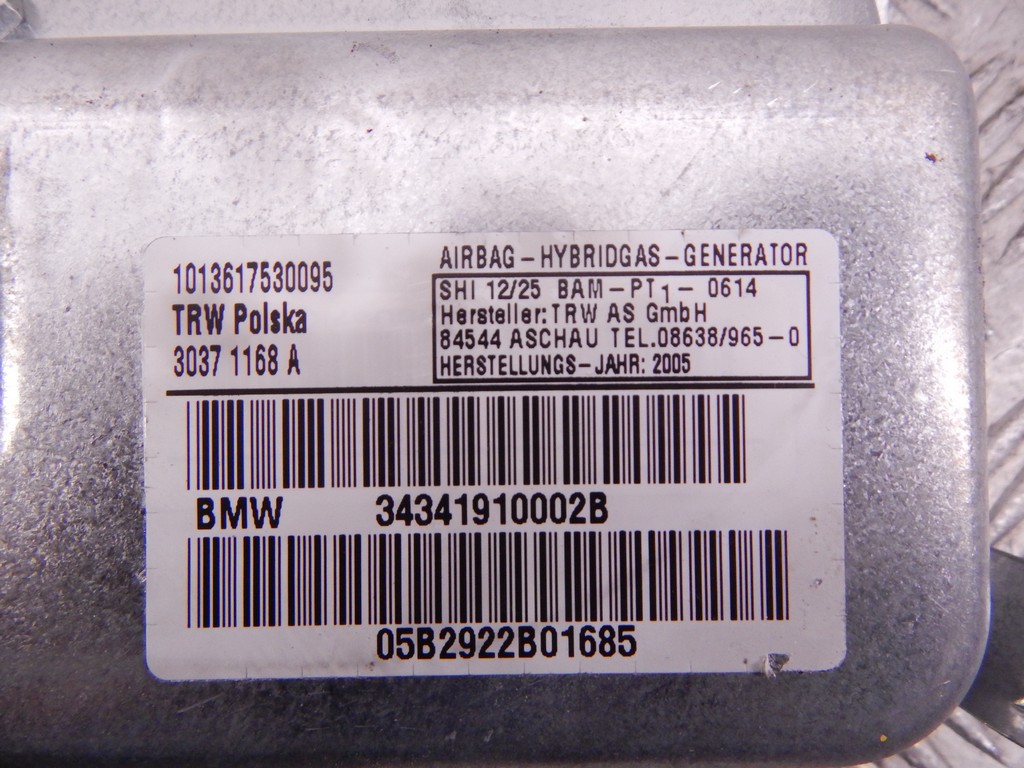 1013617530095
TRW Polska
3037 1168 A
AIRBAG-HYBRIDGAS-GENERATOR
SHI 12/25 BAM-PT1-0614
Hersteller: TRW AS GmbH
84544 ASCHAU TEL.08638/965-0
HERSTELLUNGS-JAHR: 2005
BMW 34341910002B
05B2922B01685